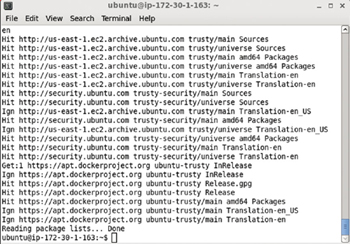 ubuntu@ip-172-30-1-163: ~
File Edit View Search Terminal Help
en
Hit http://us-east-1.ec2.archive.ubuntu.com trusty/main Sources
Hit http://us-east-1.ec2.archive.ubuntu.com trusty/universe Sources
Hit http://us-east-1.ec2.archive.ubuntu.com trusty/main amd64 Packages
Hit http://us-east-1.ec2.archive.ubuntu.com trusty/universe amd64 Packages
Hit http://us-east-1.ec2.archive.ubuntu.com trusty/main Translation-en
Hit http://us-east-1.ec2.archive.ubuntu.com trusty/universe Translation-en
Hit http://security.ubuntu.com trusty-security/main Sources
Hit http://security.ubuntu.com trusty-security/universe Sources
Ign http://us-east-1.ec2.archive.ubuntu.com trusty/main Translation-en_US
Hit http://security.ubuntu.com trusty-security/main amd64 Packages
Ign http://us-east-1.ec2.archive.ubuntu.com trusty/universe Translation-en_US
Hit http://security.ubuntu.com trusty-security/universe amd64 Packages
Hit http://security.ubuntu.com trusty-security/main Translation-en
Hit http://security.ubuntu.com trusty-security/universe Translation-en
Get:1 https://apt.dockerproject.org ubuntu-trusty InRelease
Ign https://apt.dockerproject.org ubuntu-trusty InRelease
Hit https://apt.dockerproject.org ubuntu-trusty Release.gpg
Hit https://apt.dockerproject.org ubuntu-trusty Release
Hit https://apt.dockerproject.org ubuntu-trusty/main amd64 Packages
Ign https://apt.dockerproject.org ubuntu-trusty/main Translation-en_US
Ign https://apt.dockerproject.org ubuntu-trusty/main Translation-en
Reading package lists... Done
ubuntu@ip-172-30-1-163:~$